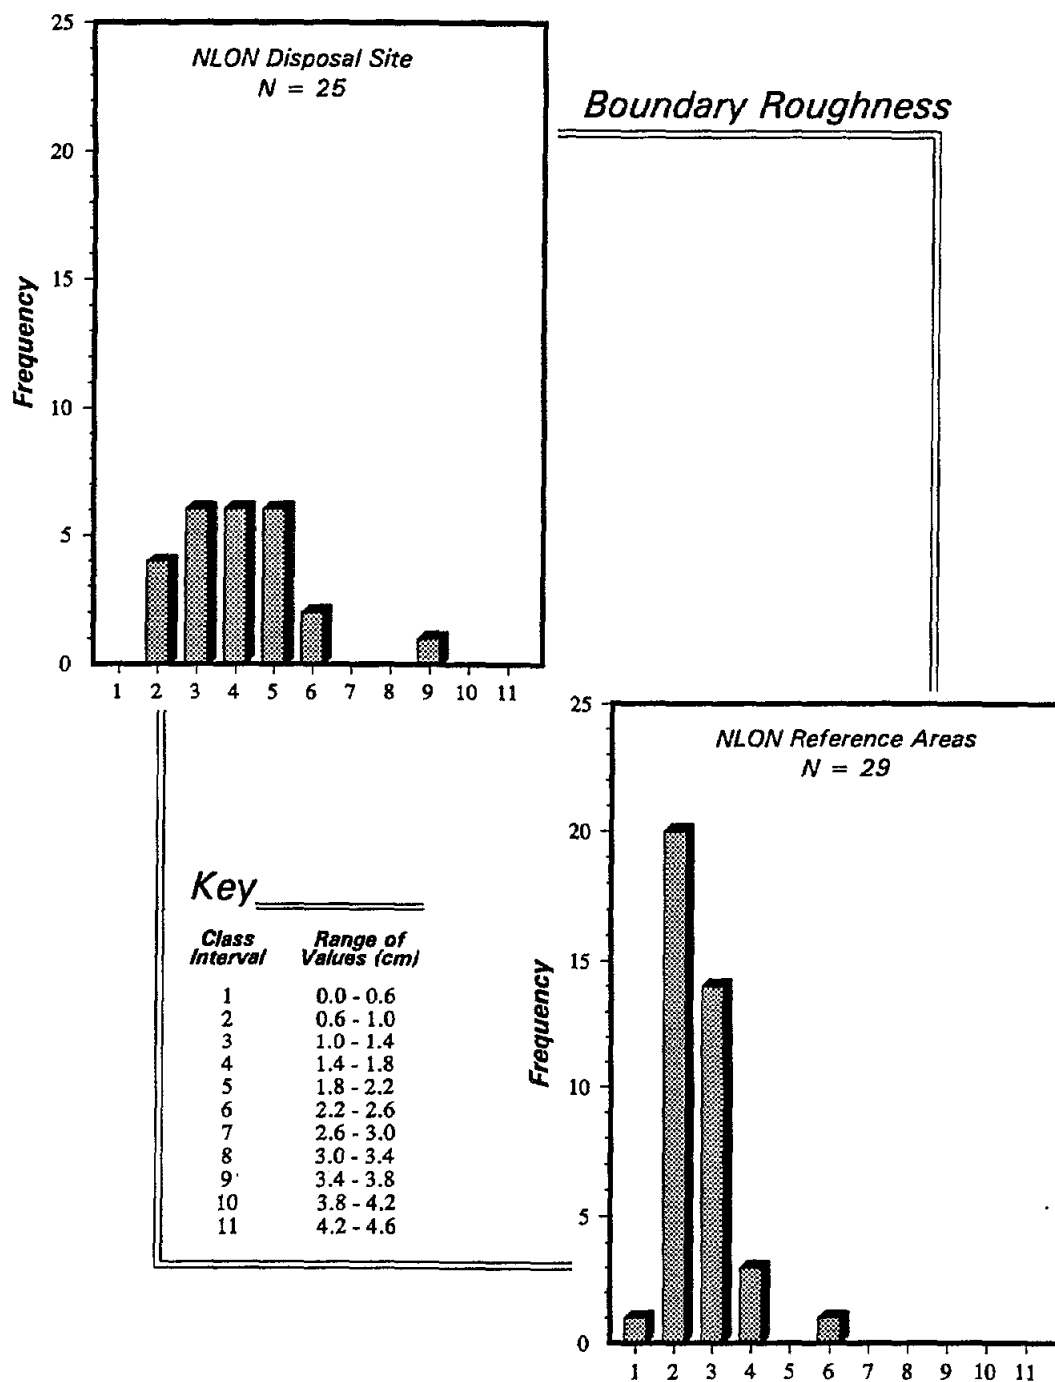 NLON Disposal Site
N = 25
Boundary Roughness
Frequency
25
20
15
10
5
0
1 2 3 4 5 6 7 8 9 10 11
NLON Reference Areas
N = 29
Frequency
25
20
15
10
5
0
1 2 3 4 5 6 7 8 9 10 11
Key
Class Interval Range of Values (cm)
1 0.0 - 0.6
2 0.6 - 1.0
3 1.0 - 1.4
4 1.4 - 1.8
5 1.8 - 2.2
6 2.2 - 2.6
7 2.6 - 3.0
8 3.0 - 3.4
9 3.4 - 3.8
10 3.8 - 4.2
11 4.2 - 4.6